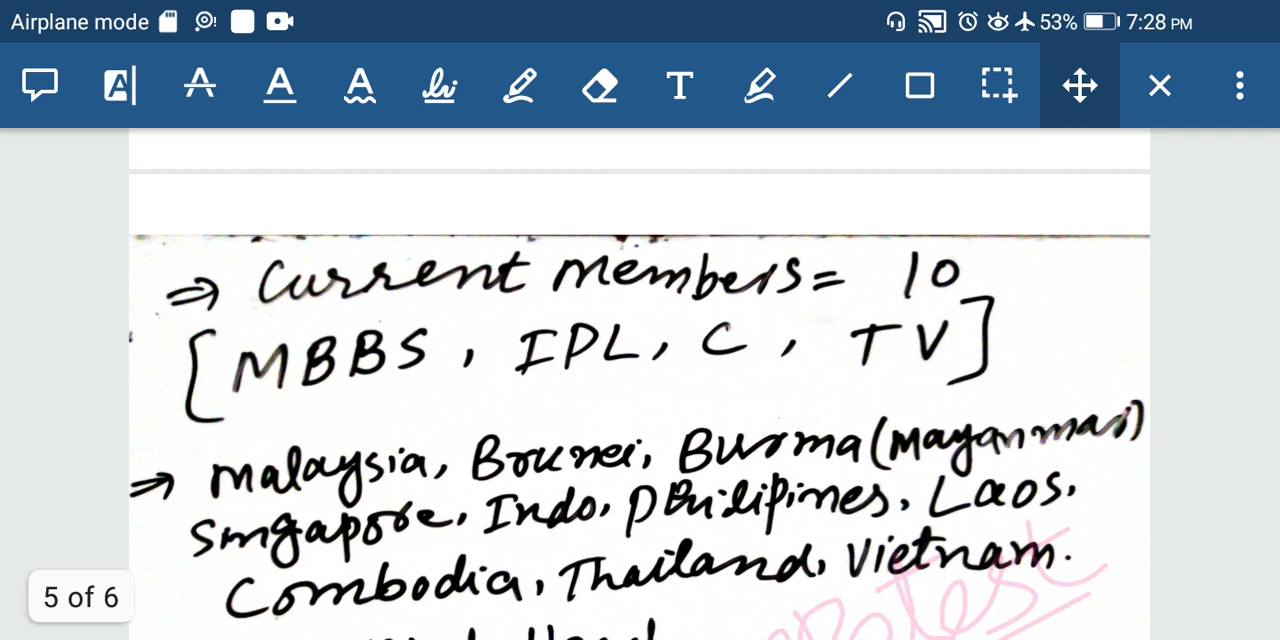 Airplane mode 53% 7:28 PM
A A A A T
⇒ Current members = 10
[MBBS, IPL, C, TV]
⇒ Malaysia, Brunei, Burma (Mayanmar)
Singapore, Indo, Philipines, Laos,
Combodia, Thailand, Vietnam.
5 of 6